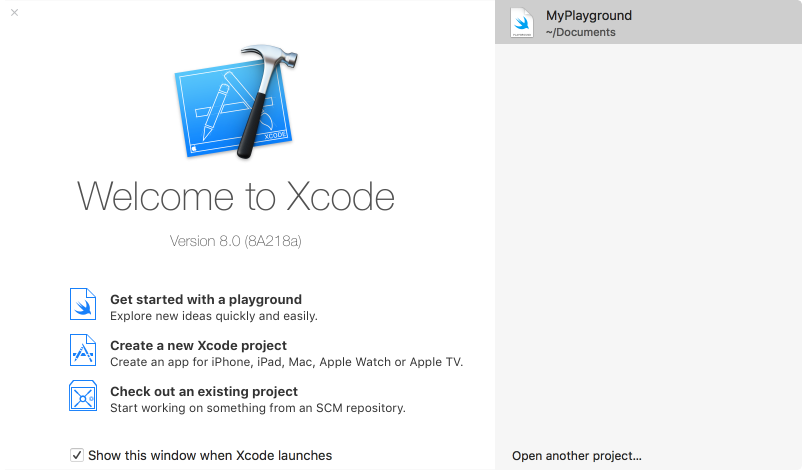 XCODE
Welcome to Xcode
Version 8.0 (8A218a)
Get started with a playground
Explore new ideas quickly and easily.
Create a new Xcode project
Create an app for iPhone, iPad, Mac, Apple Watch or Apple TV.
Check out an existing project
Start working on something from an SCM repository.
Show this window when Xcode launches
MyPlayground
~/Documents
Open another project...